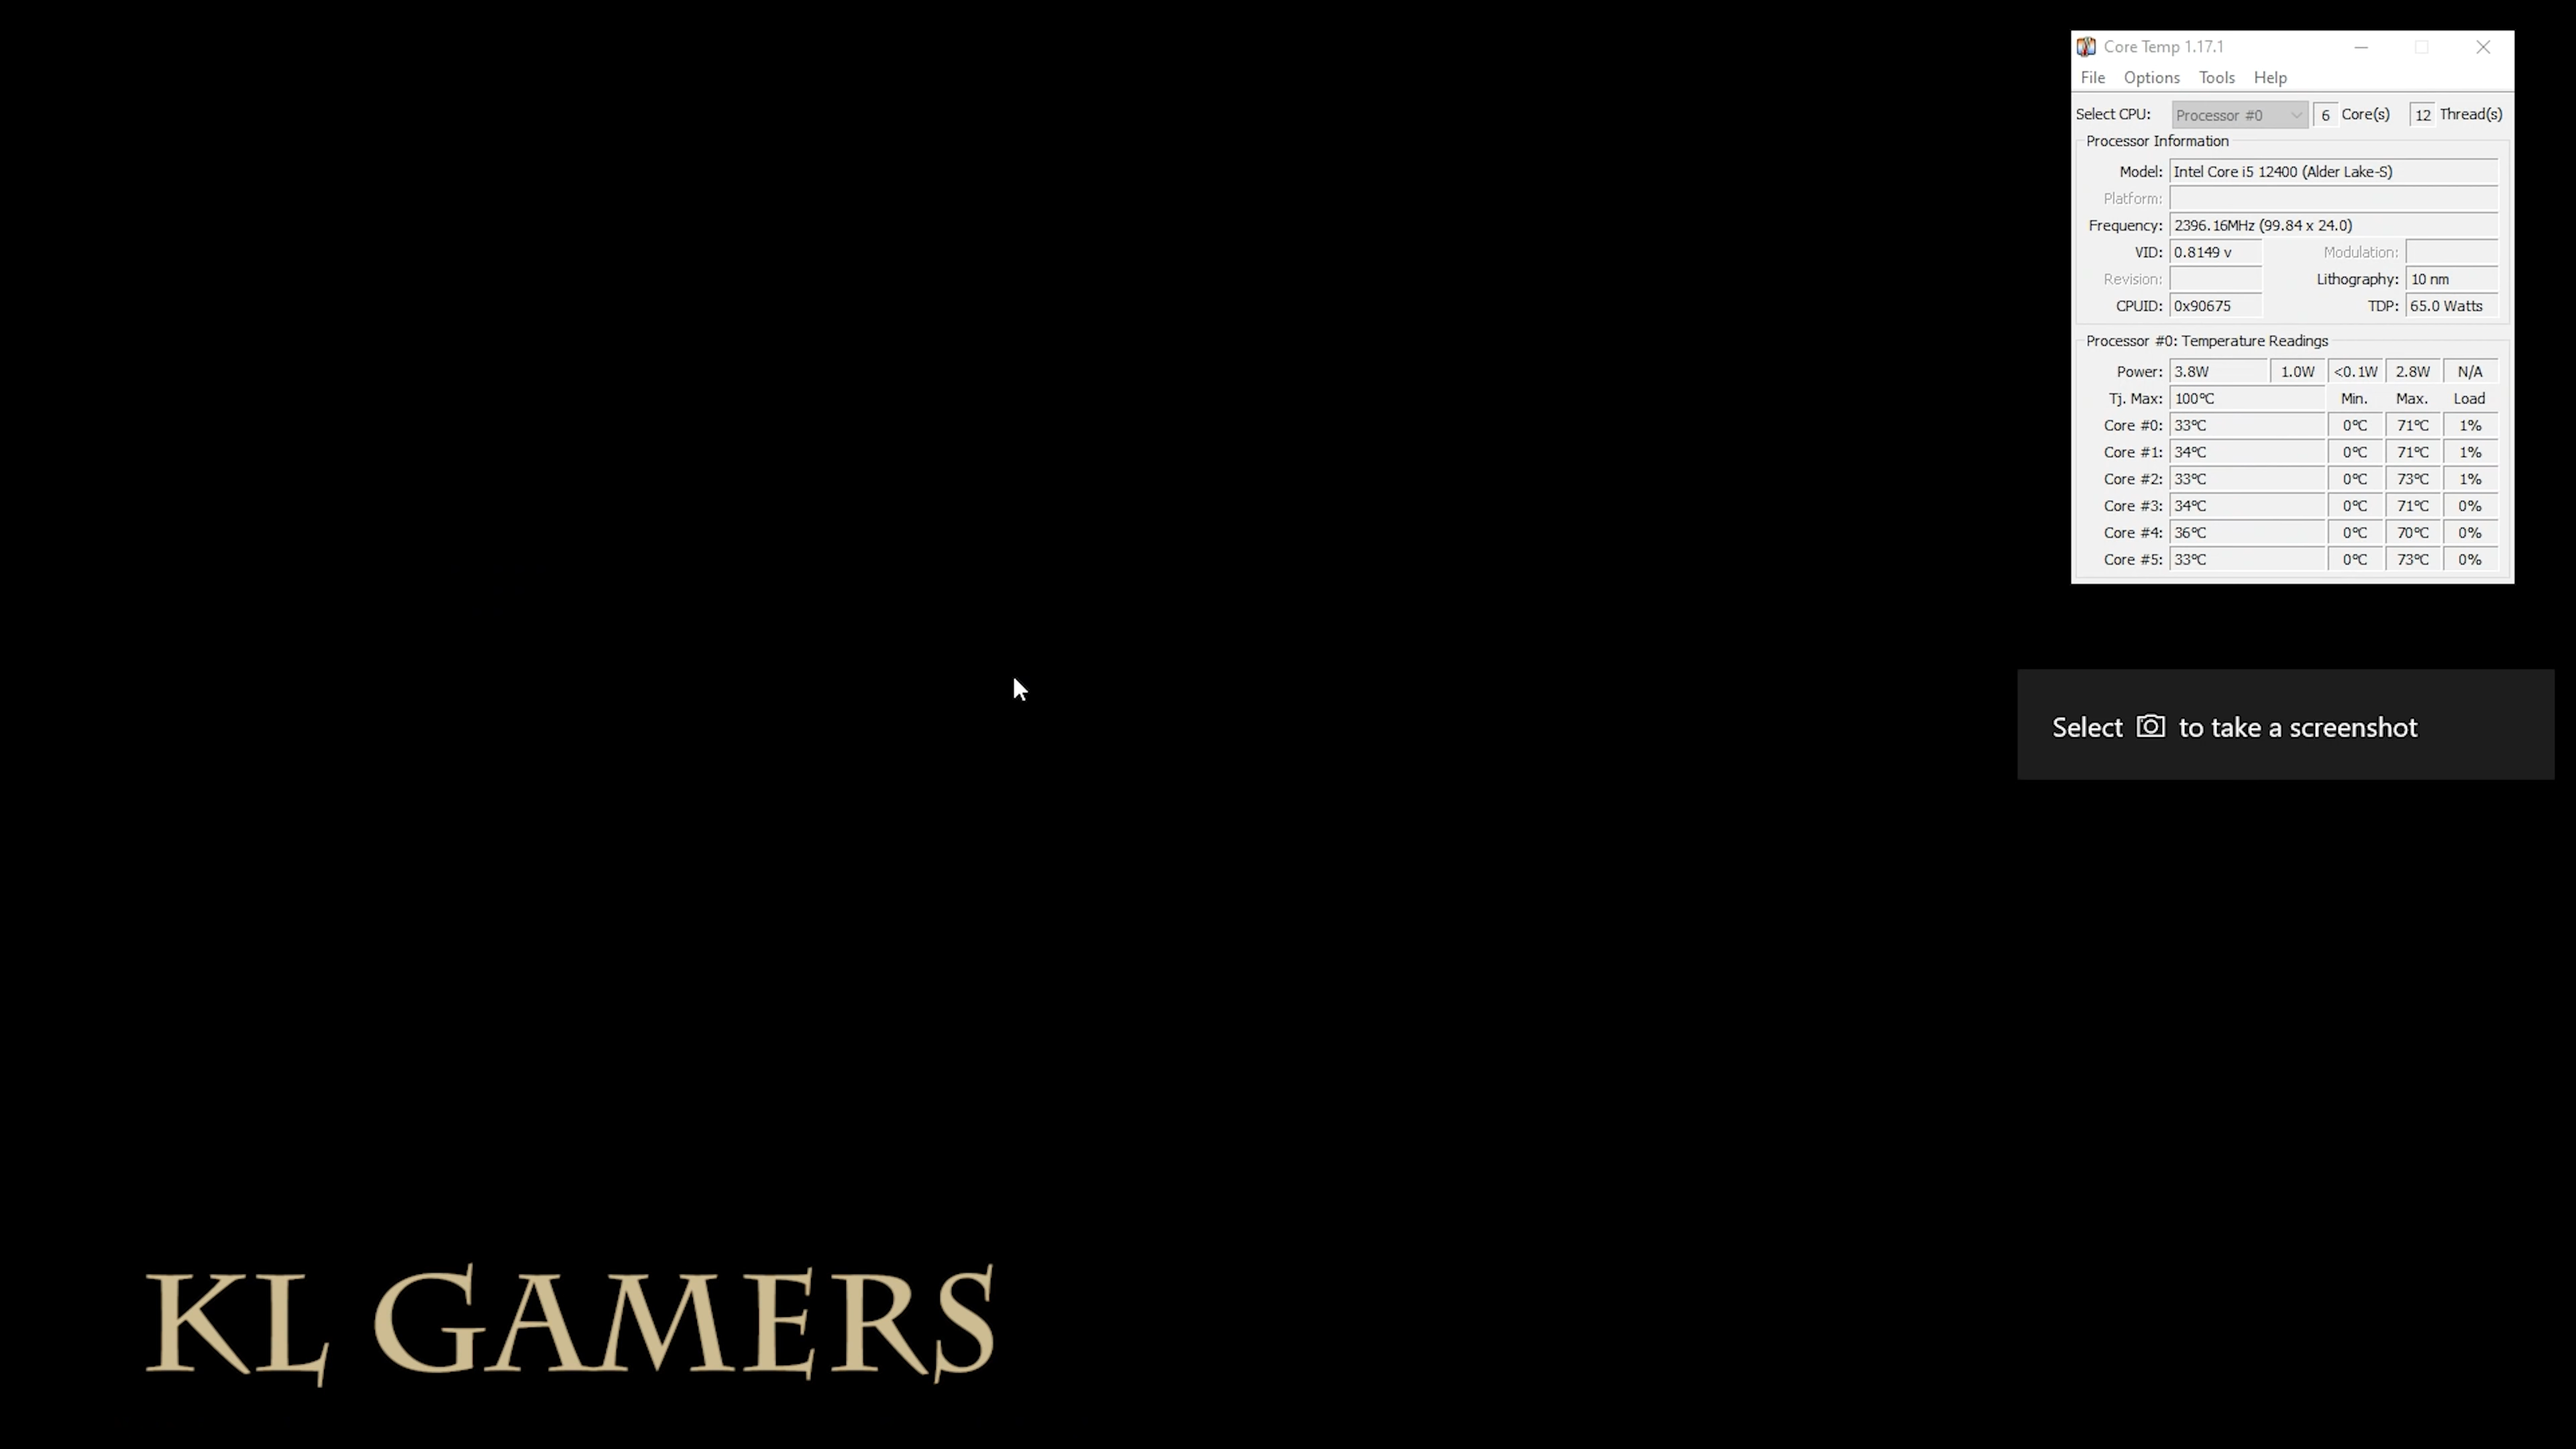 Core Temp 1.17.1
File Options Tools Help
Select CPU: Processor #0 6 Core(s) 12 Thread(s)
Processor Information
Model: Intel Core i5 12400 (Alder Lake-S)
Platform:
Frequency: 2396.16MHz (99.84 x 24.0)
VID: 0.8149 v Modulation:
Revision: Lithography: 10 nm
CPUID: 0x90675 TDP: 65.0 Watts
Processor #0: Temperature Readings
Power: 3.8W 1.0W <0.1W 2.8W N/A
Tj. Max: 100°C Min. Max. Load
Core #0: 33°C 0°C 71°C 1%
Core #1: 34°C 0°C 71°C 1%
Core #2: 33°C 0°C 73°C 1%
Core #3: 34°C 0°C 71°C 0%
Core #4: 36°C 0°C 70°C 0%
Core #5: 33°C 0°C 73°C 0%
Select to take a screenshot
KL GAMERS